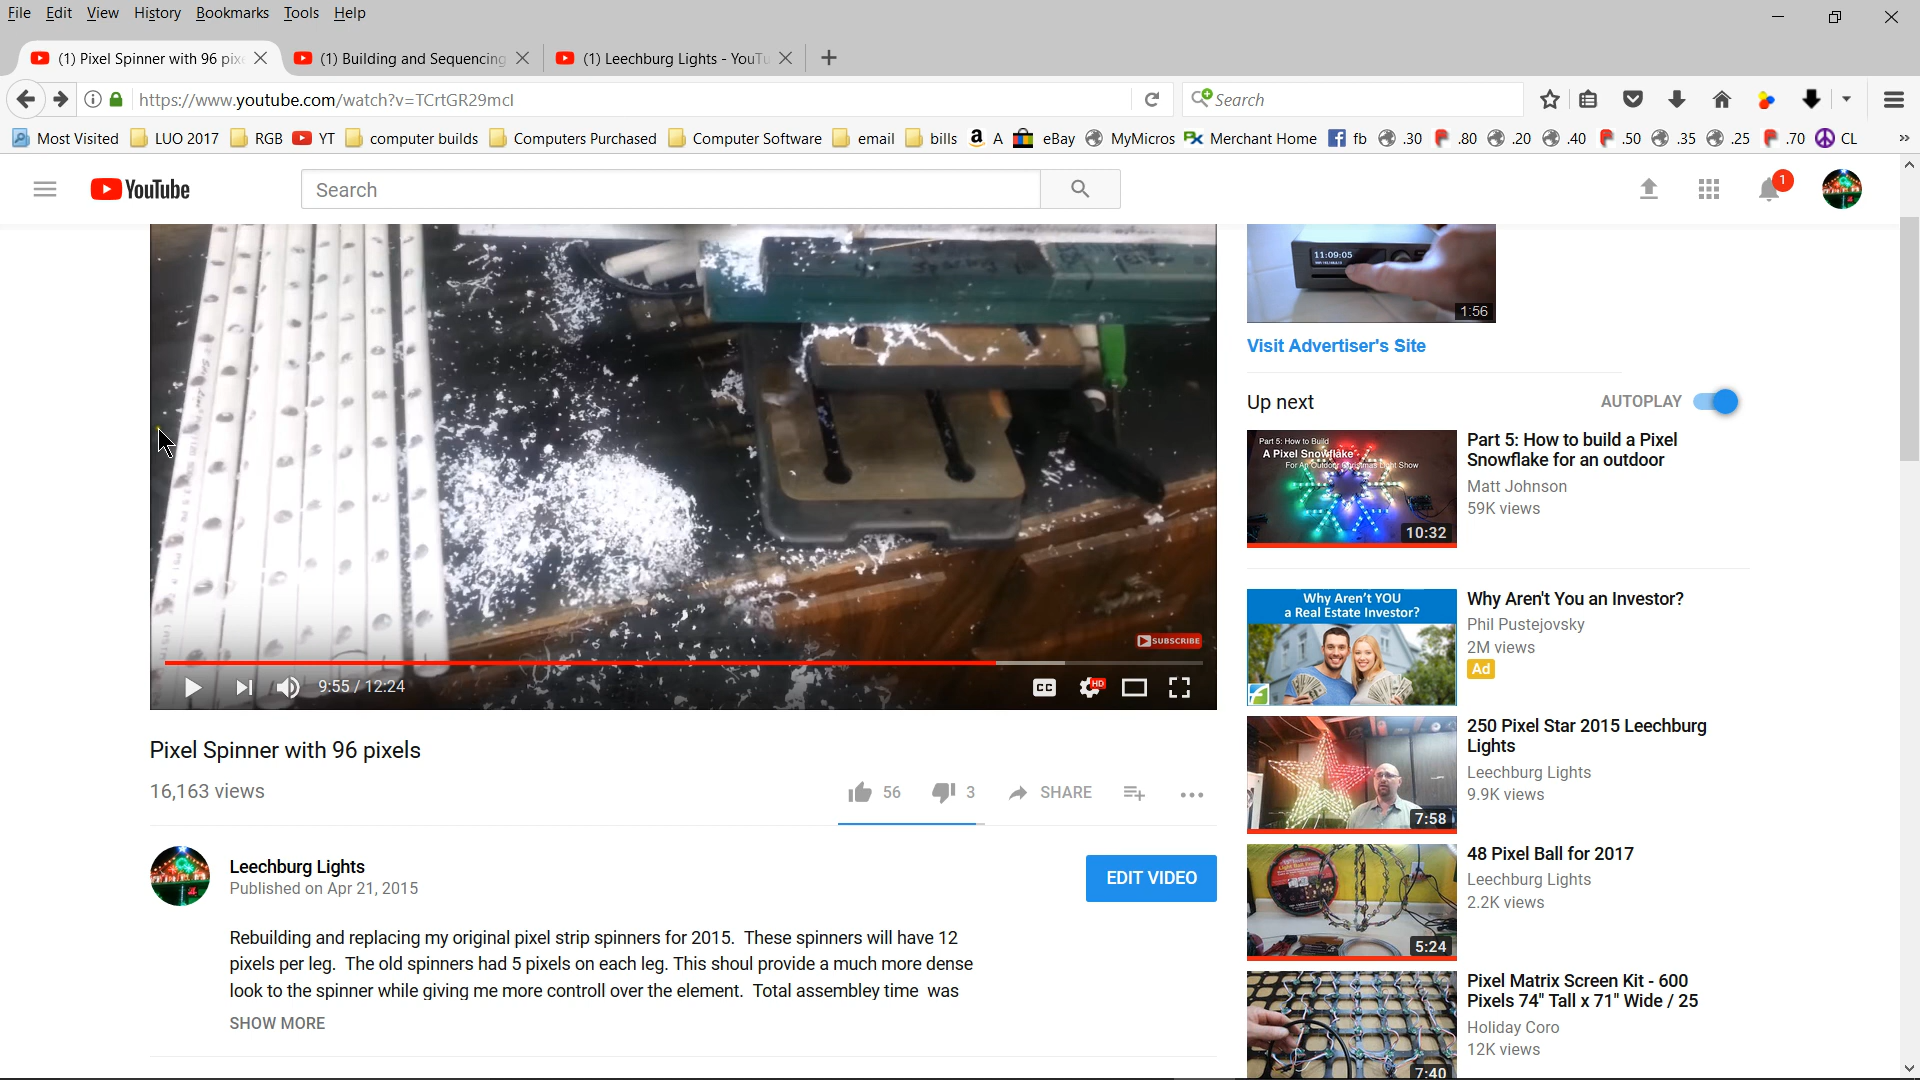 File Edit View History Bookmarks Tools Help
(1) Pixel Spinner with 96 pixe
(1) Building and Sequencing
(1) Leechburg Lights - YouTu
https://www.youtube.com/watch?v=TCrtGR29mcI
Search
Most Visited LUO 2017 RGB YT computer builds Computers Purchased Computer Software email bills A eBay MyMicros Merchant Home fb .30 .80 .20 .40 .50 .35 .25 .70 CL
YouTube
Search
1
11:09:05
1:56
Visit Advertiser's Site
Up next
AUTOPLAY
Part 5: How to Build
A Pixel Snowflake
For An Outdoor Christmas Light Show
10:32
Part 5: How to build a Pixel
Snowflake for an outdoor
Matt Johnson
59K views
Why Aren't YOU
a Real Estate Investor?
Why Aren't You an Investor?
Phil Pustejovsky
2M views
Ad
SUBSCRIBE
9:55 / 12:24
CC
HD
7:58
250 Pixel Star 2015 Leechburg
Lights
Leechburg Lights
9.9K views
Pixel Spinner with 96 pixels
16,163 views
56
3
SHARE
5:24
48 Pixel Ball for 2017
Leechburg Lights
2.2K views
Leechburg Lights
Published on Apr 21, 2015
EDIT VIDEO
Rebuilding and replacing my original pixel strip spinners for 2015. These spinners will have 12
pixels per leg. The old spinners had 5 pixels on each leg. This shoul provide a much more dense
look to the spinner while giving me more controll over the element. Total assembley time was
SHOW MORE
7:40
Pixel Matrix Screen Kit - 600
Pixels 74" Tall x 71" Wide / 25
Holiday Coro
12K views